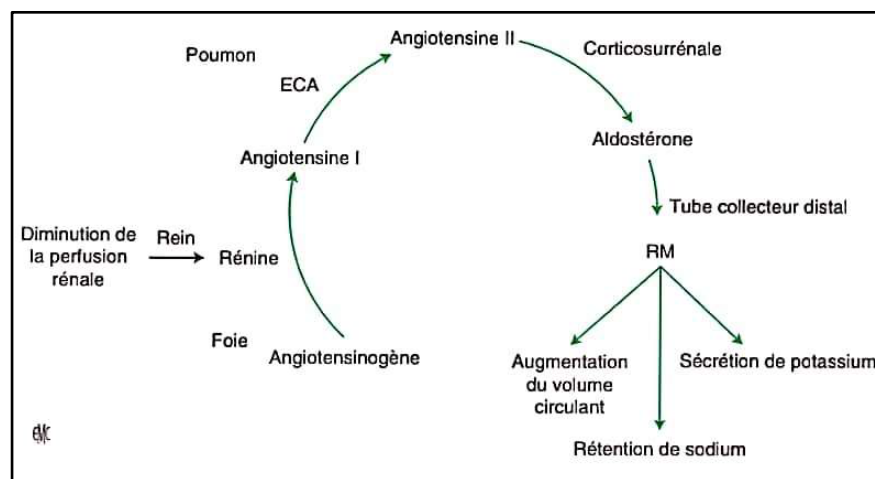 Angiotensine II
Corticosurrénale
Poumon
ECA
Aldostérone
Angiotensine I
Tube collecteur distal
Diminution de
la perfusion
rénale
Rein
Rénine
RM
Foie
Angiotensinogène
Augmentation
du volume
circulant
Sécrétion de potassium
Rétention de sodium
EMC